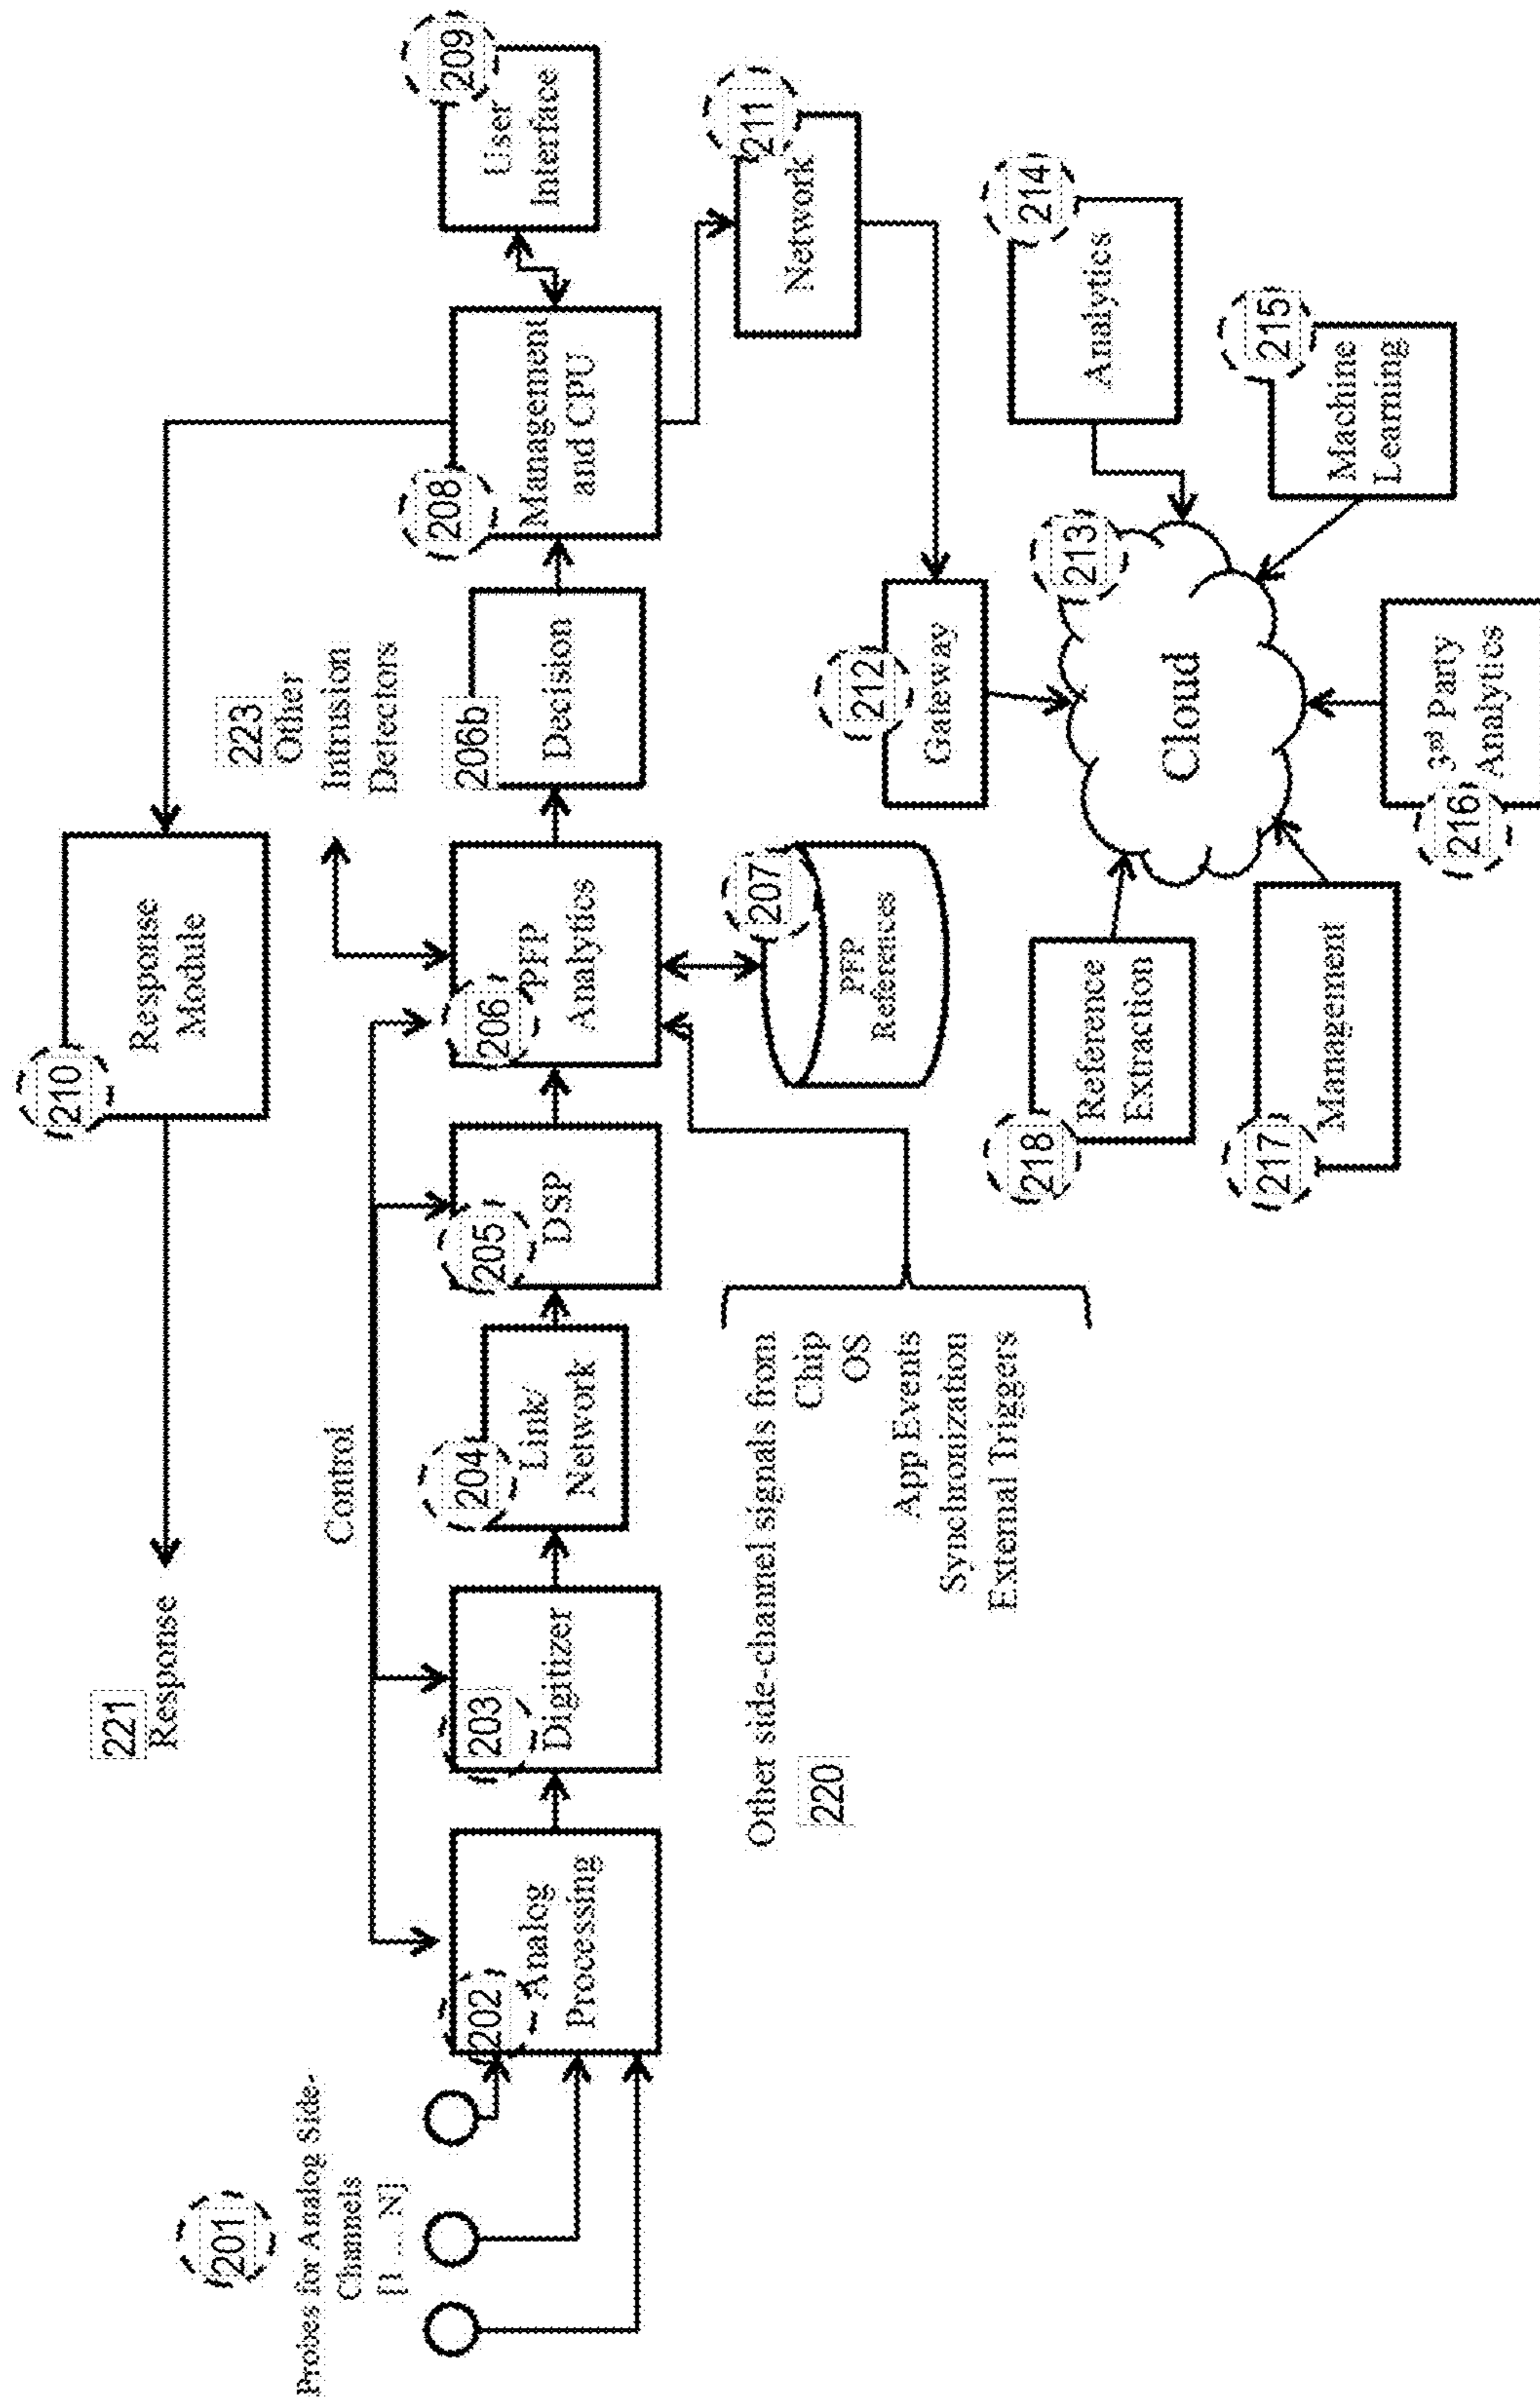 210
Response
Module
221
Response
223
Other
Intrusion
Detectors
Control
201
Probes for Analog Side-
Channels
[1 ... N]
202
Analog
Processing
203
Digitizer
204
Link/
Network
205
DSP
206
PFP
Analytics
206b
Decision
208
Management
and CPU
209
User
Interface
207
PFP
References
211
Network
Other side-channel signals from
220
Chip
OS
App Events
Synchronization
External Triggers
212
Gateway
213
Cloud
214
Analytics
215
Machine
Learning
216
3rd Party
Analytics
217
Management
218
Reference
Extraction